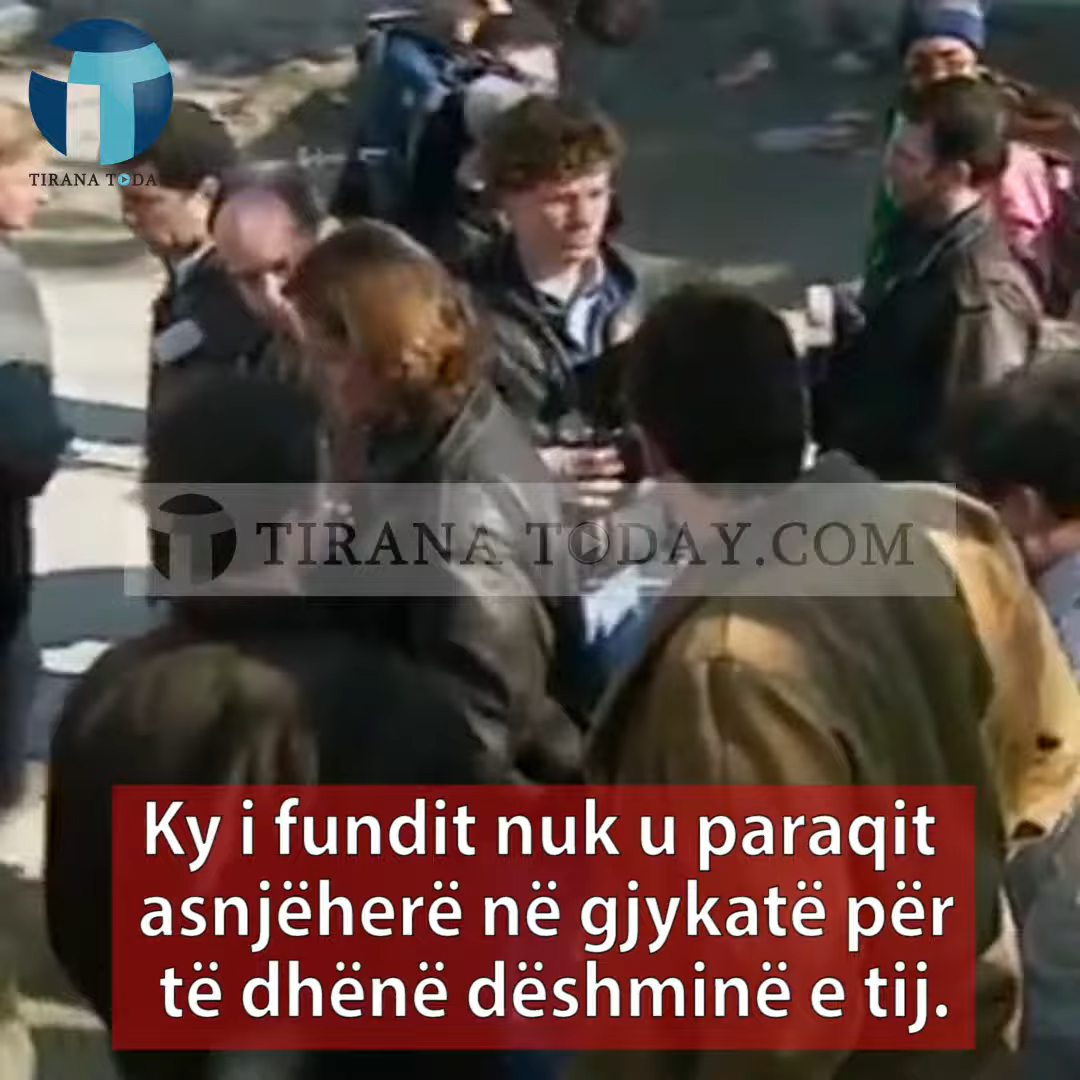 TIRANA TODA
TIRANA TODAY.COM
Ky i fundit nuk u paraqit
asnjëherë në gjykatë për
të dhënë dëshminë e tij.